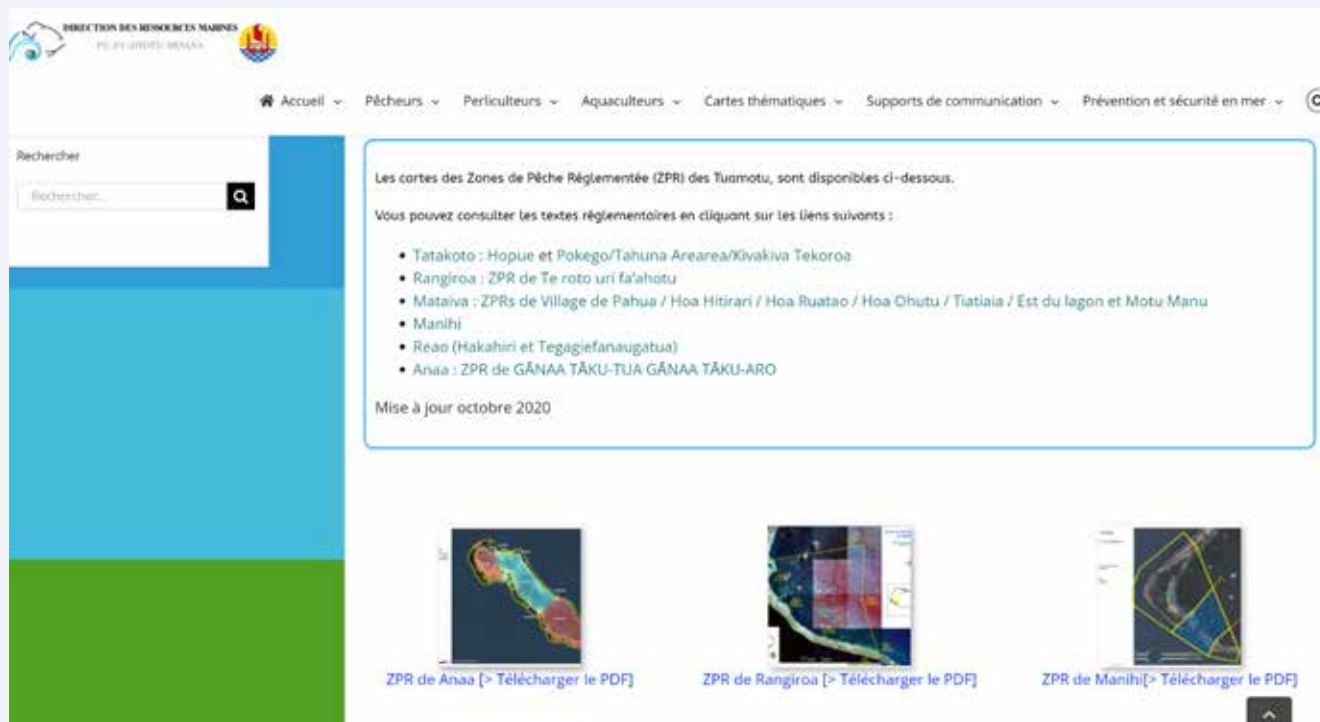 DIRECTION DES RESSOURCES MARINES
Accueil
Pêcheurs
Perliculteurs
Aquaculteurs
Cartes thématiques
Supports de communication
Prévention et sécurité en mer
Rechercher
Rechercher...
Les cartes des Zones de Pêche Réglementée (ZPR) des Tuamotu, sont disponibles ci-dessous.
Vous pouvez consulter les textes réglementaires en cliquant sur les liens suivants :
• Tatakoto : Hopue et Pokego/Tahuna Arearea/Kivakiva Tekoroa
• Rangiroa : ZPR de Te roto uri fa'ahotu
• Mataiva : ZPRs de Village de Pahua / Hoa Hitirari / Hoa Ruatao / Hoa Ohutu / Tiatiaia / Est du lagon et Motu Manu
• Manihi
• Reao (Hakahiri et Tegagiefanaugatua)
• Anaa : ZPR de GĀNAA TĀKU-TUA GĀNAA TĀKU-ARO
Mise à jour octobre 2020
ZPR de Anaa [> Télécharger le PDF]
ZPR de Rangiroa [> Télécharger le PDF]
ZPR de Manihi[> Télécharger le PDF]